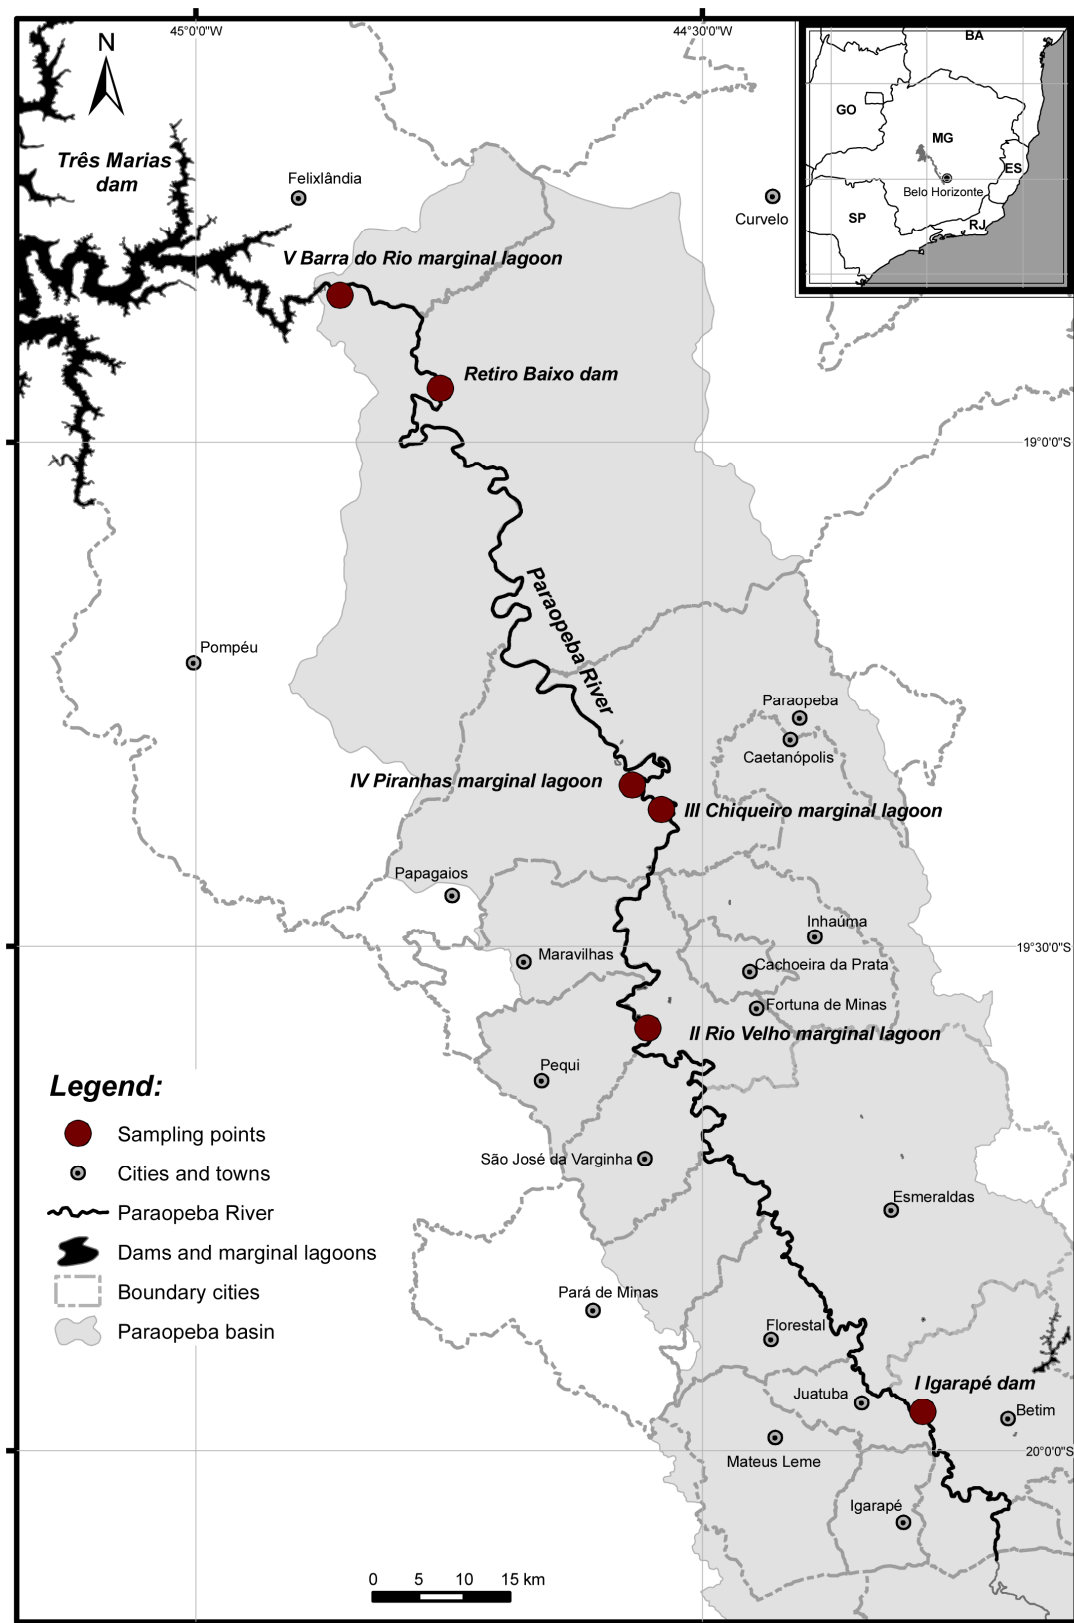 45°0'0"W
44°30'0"W
N
BA
GO
MG
ES
Belo Horizonte
SP
RJ
Três Marias
dam
Felixlândia
Curvelo
V Barra do Rio marginal lagoon
Retiro Baixo dam
19°0'0"S
Paraopeba River
Pompéu
Paraopeba
Caetanópolis
IV Piranhas marginal lagoon
III Chiqueiro marginal lagoon
Papagaios
Inhaúma
19°30'0"S
Maravilhas
Cachoeira da Prata
Fortuna de Minas
II Rio Velho marginal lagoon
Pequi
Legend:
Sampling points
Cities and towns
Paraopeba River
Dams and marginal lagoons
Boundary cities
Paraopeba basin
São José da Varginha
Esmeraldas
Pará de Minas
Florestal
I Igarapé dam
Juatuba
Betim
20°0'0"S
Mateus Leme
Igarapé
0 5 10 15 km